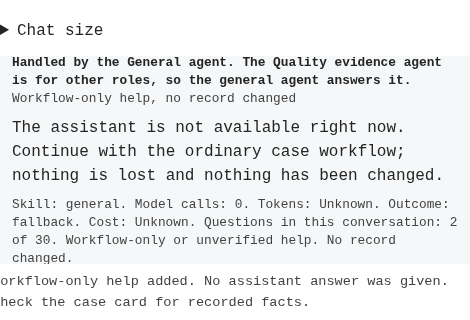 Chat size
Handled by the General agent. The Quality evidence agent
is for other roles, so the general agent answers it.
Workflow-only help, no record changed
The assistant is not available right now.
Continue with the ordinary case workflow;
nothing is lost and nothing has been changed.
Skill: general. Model calls: 0. Tokens: Unknown. Outcome:
fallback. Cost: Unknown. Questions in this conversation: 2
of 30. Workflow-only or unverified help. No record
changed.
orkflow-only help added. No assistant answer was given.
heck the case card for recorded facts.